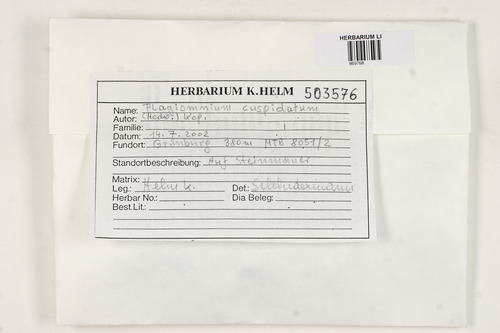 HERBARIUM LI
HERBARIUM K.HELM 503576
Name: Plagiomnium cuspidatum
Autor: (Hedw.) Kop.
Familie:
Datum: 14.7.2002
Fundort: Grünburg 380m MTB 8051/2
Standortbeschreibung: Auf Steinmauer
Matrix:
Leg.: Helm K. Det: Schlüsslmayr
Herbar No.: Dia Beleg:
Best.Lit.: